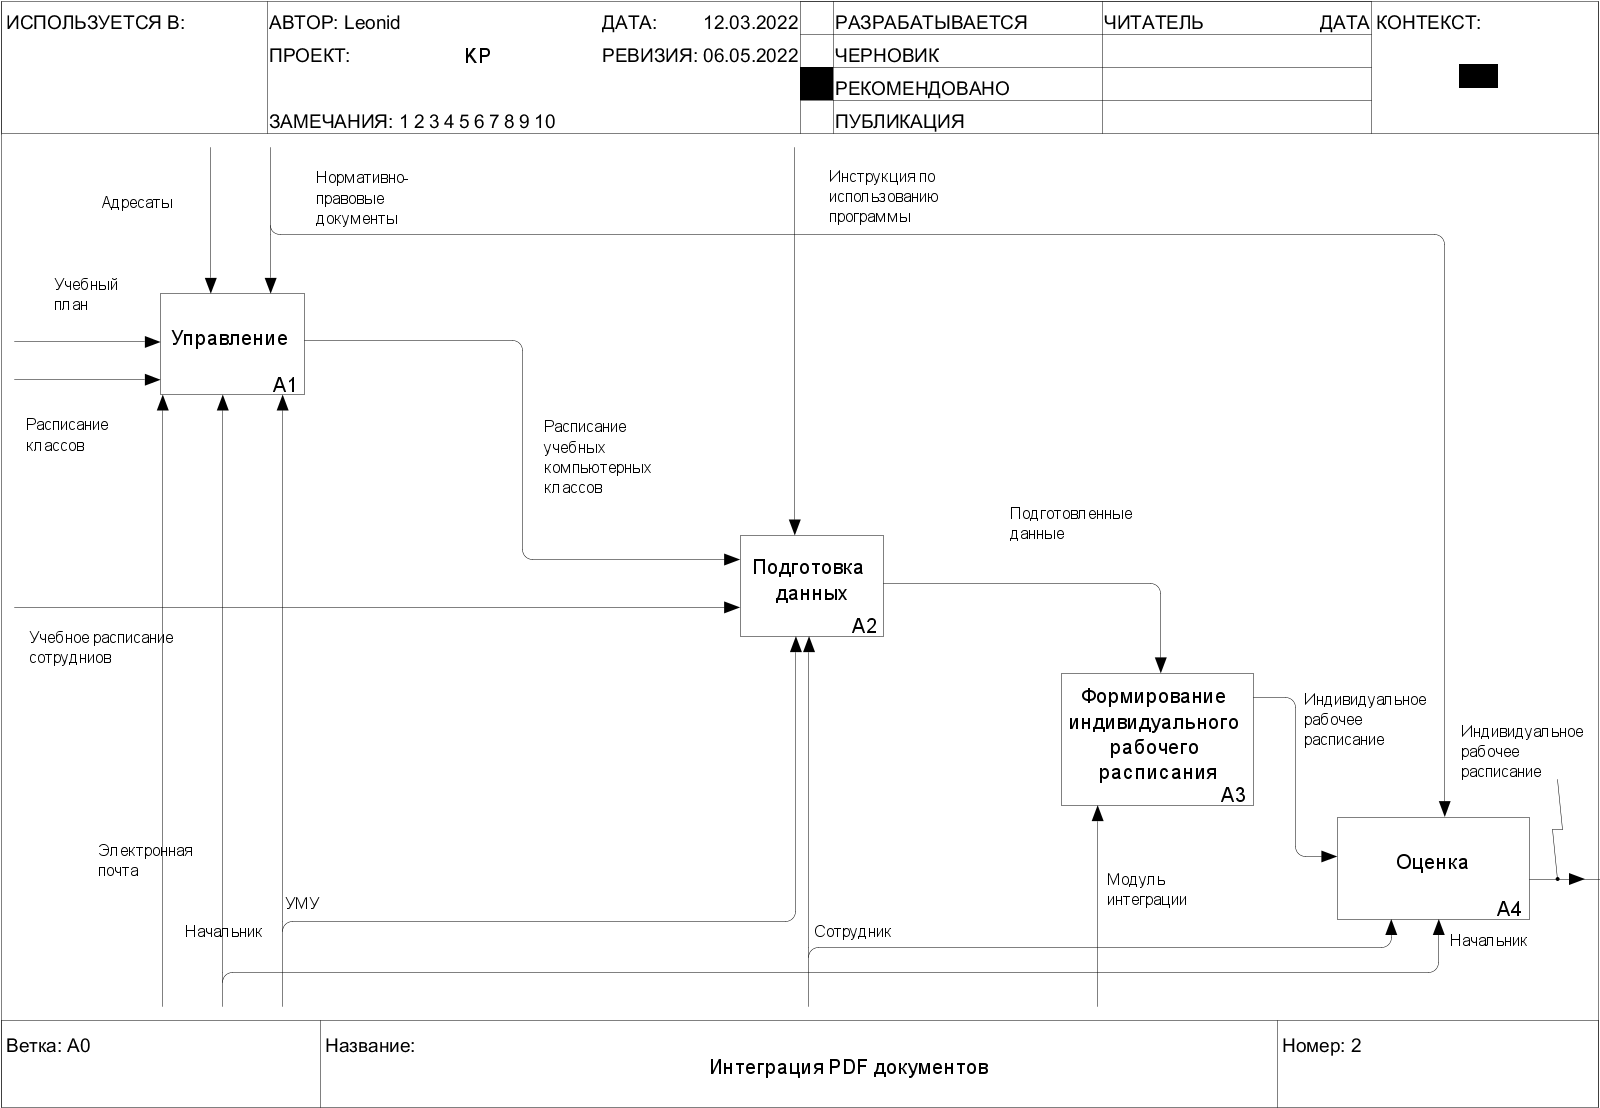 ИСПОЛЬЗУЕТСЯ В:
АВТОР: Leonid
ДАТА: 12.03.2022
ПРОЕКТ: КР
РЕВИЗИЯ: 06.05.2022
ЗАМЕЧАНИЯ: 1 2 3 4 5 6 7 8 9 10
РАЗРАБАТЫВАЕТСЯ
ЧЕРНОВИК
РЕКОМЕНДОВАНО
ПУБЛИКАЦИЯ
ЧИТАТЕЛЬ
ДАТА
КОНТЕКСТ:
Адресаты
Нормативно-
правовые
документы
Инструкция по
использованию
программы
Учебный
план
Управление
A1
Расписание
классов
Расписание
учебных
компьютерных
классов
Подготовленные
данные
Подготовка
данных
A2
Учебное расписание
сотрудниов
Формирование
индивидуального
рабочего
расписания
A3
Индивидуальное
рабочее
расписание
Индивидуальное
рабочее
расписание
Электронная
почта
Оценка
A4
Модуль
интеграции
УМУ
Начальник
Сотрудник
Начальник
Ветка: A0
Название:
Интеграция PDF документов
Номер: 2